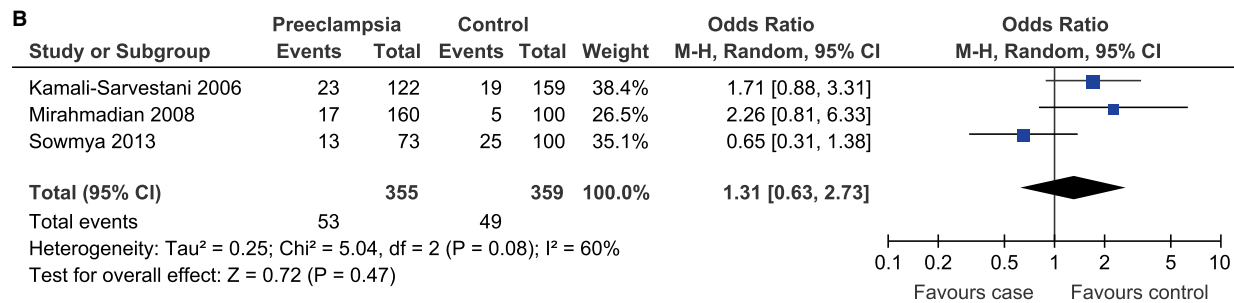 B
Preeclampsia Control Odds Ratio Odds Ratio
Study or Subgroup Events Total Events Total Weight M-H, Random, 95% CI M-H, Random, 95% CI
Kamali-Sarvestani 2006 23 122 19 159 38.4% 1.71 [0.88, 3.31]
Mirahmadian 2008 17 160 5 100 26.5% 2.26 [0.81, 6.33]
Sowmya 2013 13 73 25 100 35.1% 0.65 [0.31, 1.38]
Total (95% CI) 355 359 100.0% 1.31 [0.63, 2.73]
Total events 53 49
Heterogeneity: Tau² = 0.25; Chi² = 5.04, df = 2 (P = 0.08); I² = 60%
Test for overall effect: Z = 0.72 (P = 0.47)
0.1 0.2 0.5 1 2 5 10
Favours case Favours control